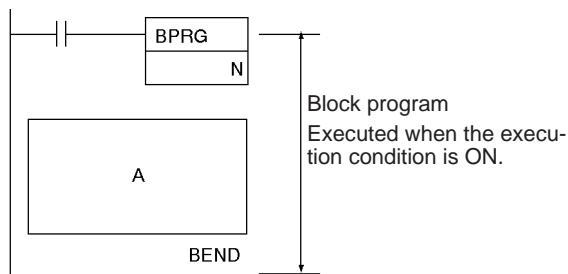 BPRG
N
Block program
Executed when the execu-
tion condition is ON.
A
BEND